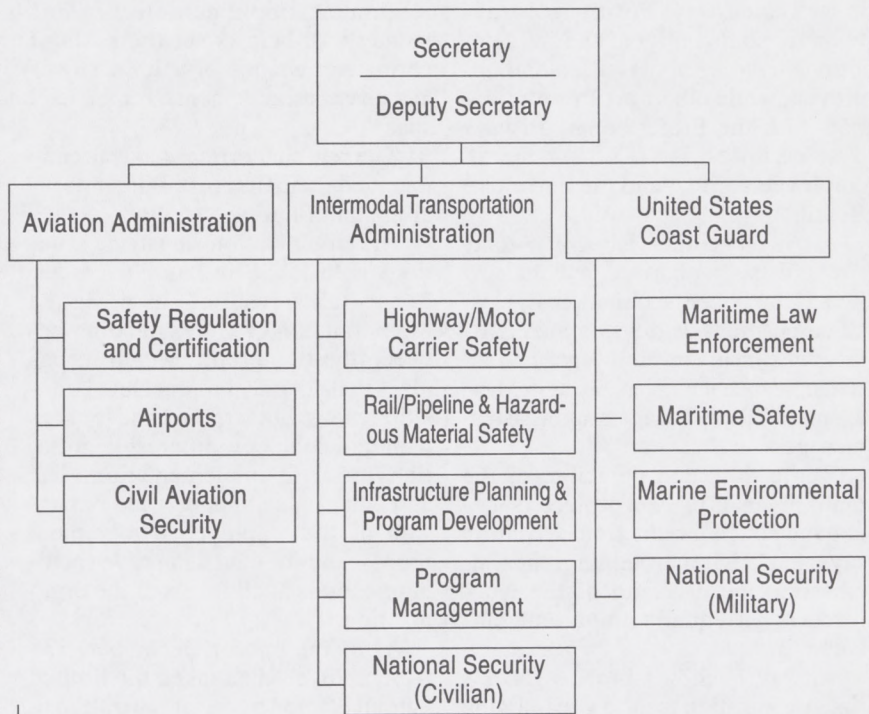 Secretary
Deputy Secretary
Aviation Administration
Intermodal Transportation
Administration
United States
Coast Guard
Safety Regulation
and Certification
Airports
Civil Aviation
Security
Highway/Motor
Carrier Safety
Rail/Pipeline & Hazard-
ous Material Safety
Infrastructure Planning &
Program Development
Program
Management
National Security
(Civilian)
Maritime Law
Enforcement
Maritime Safety
Marine Environmental
Protection
National Security
(Military)